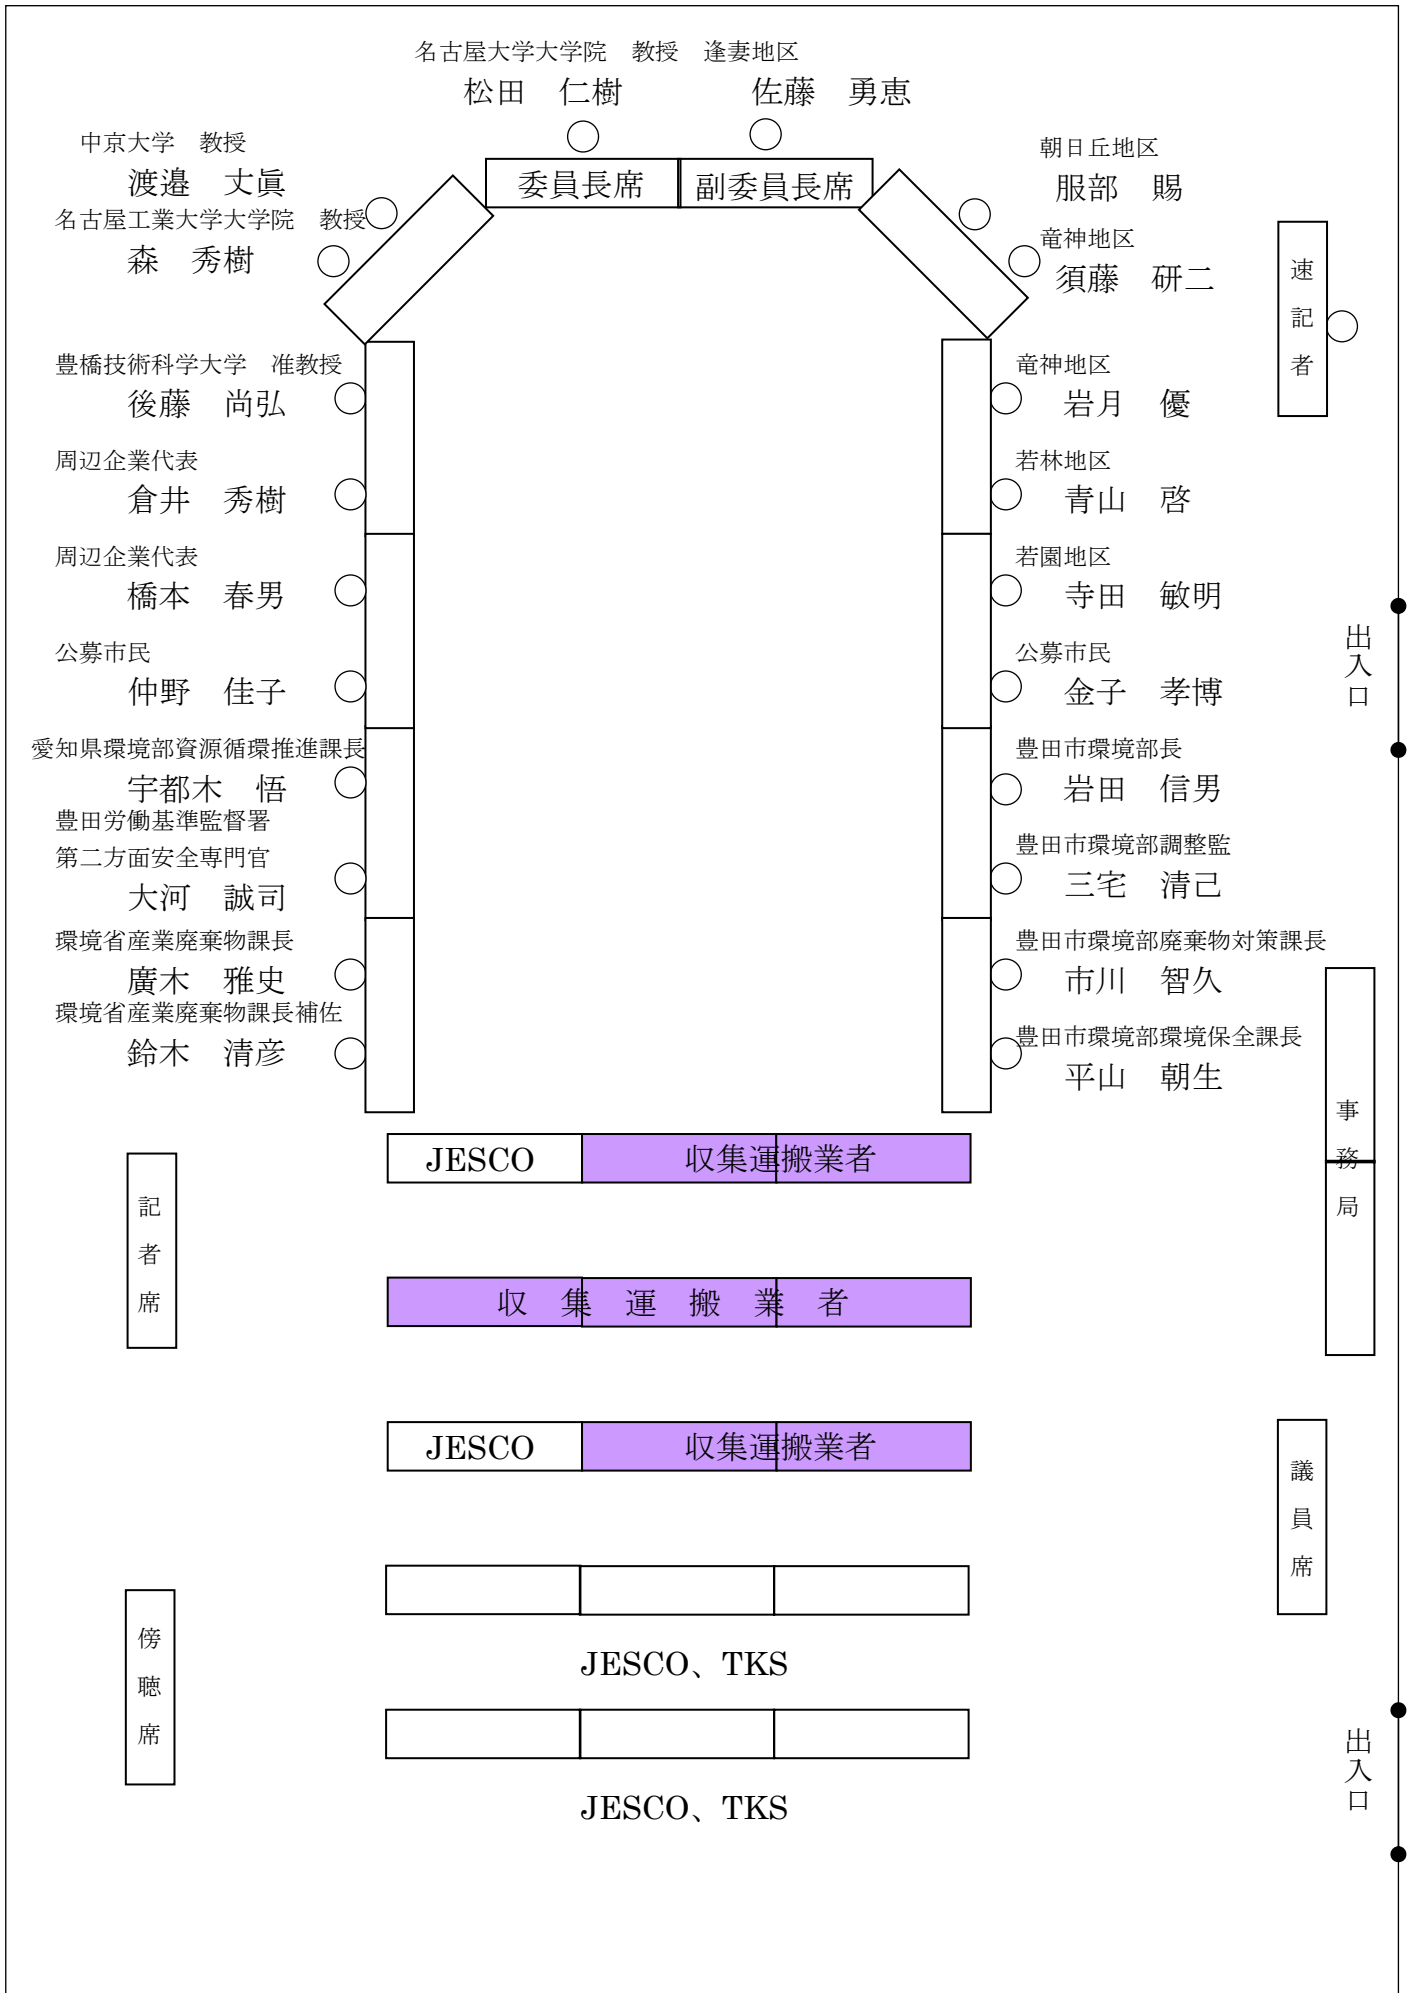 名古屋大学大学院　教授　逢妻地区
松田　仁樹　佐藤　勇恵
委員長席　副委員長席
中京大学　教授
渡邉　丈眞
名古屋工業大学大学院　教授
森　秀樹
豊橋技術科学大学　准教授
後藤　尚弘
周辺企業代表
倉井　秀樹
周辺企業代表
橋本　春男
公募市民
仲野　佳子
愛知県環境部資源循環推進課長
宇都木　悟
豊田労働基準監督署
第二方面安全専門官
大河　誠司
環境省産業廃棄物課長
廣木　雅史
環境省産業廃棄物課長補佐
鈴木　清彦
朝日丘地区
服部　賜
竜神地区
須藤　研二
竜神地区
岩月　優
若林地区
青山　啓
若園地区
寺田　敏明
公募市民
金子　孝博
豊田市環境部長
岩田　信男
豊田市環境部調整監
三宅　清己
豊田市環境部廃棄物対策課長
市川　智久
豊田市環境部環境保全課長
平山　朝生
速記者
出入口
事務局
JESCO　収集運搬業者
記者席
収集運搬業者
JESCO　収集運搬業者
議員席
傍聴席
JESCO、TKS
出入口
JESCO、TKS